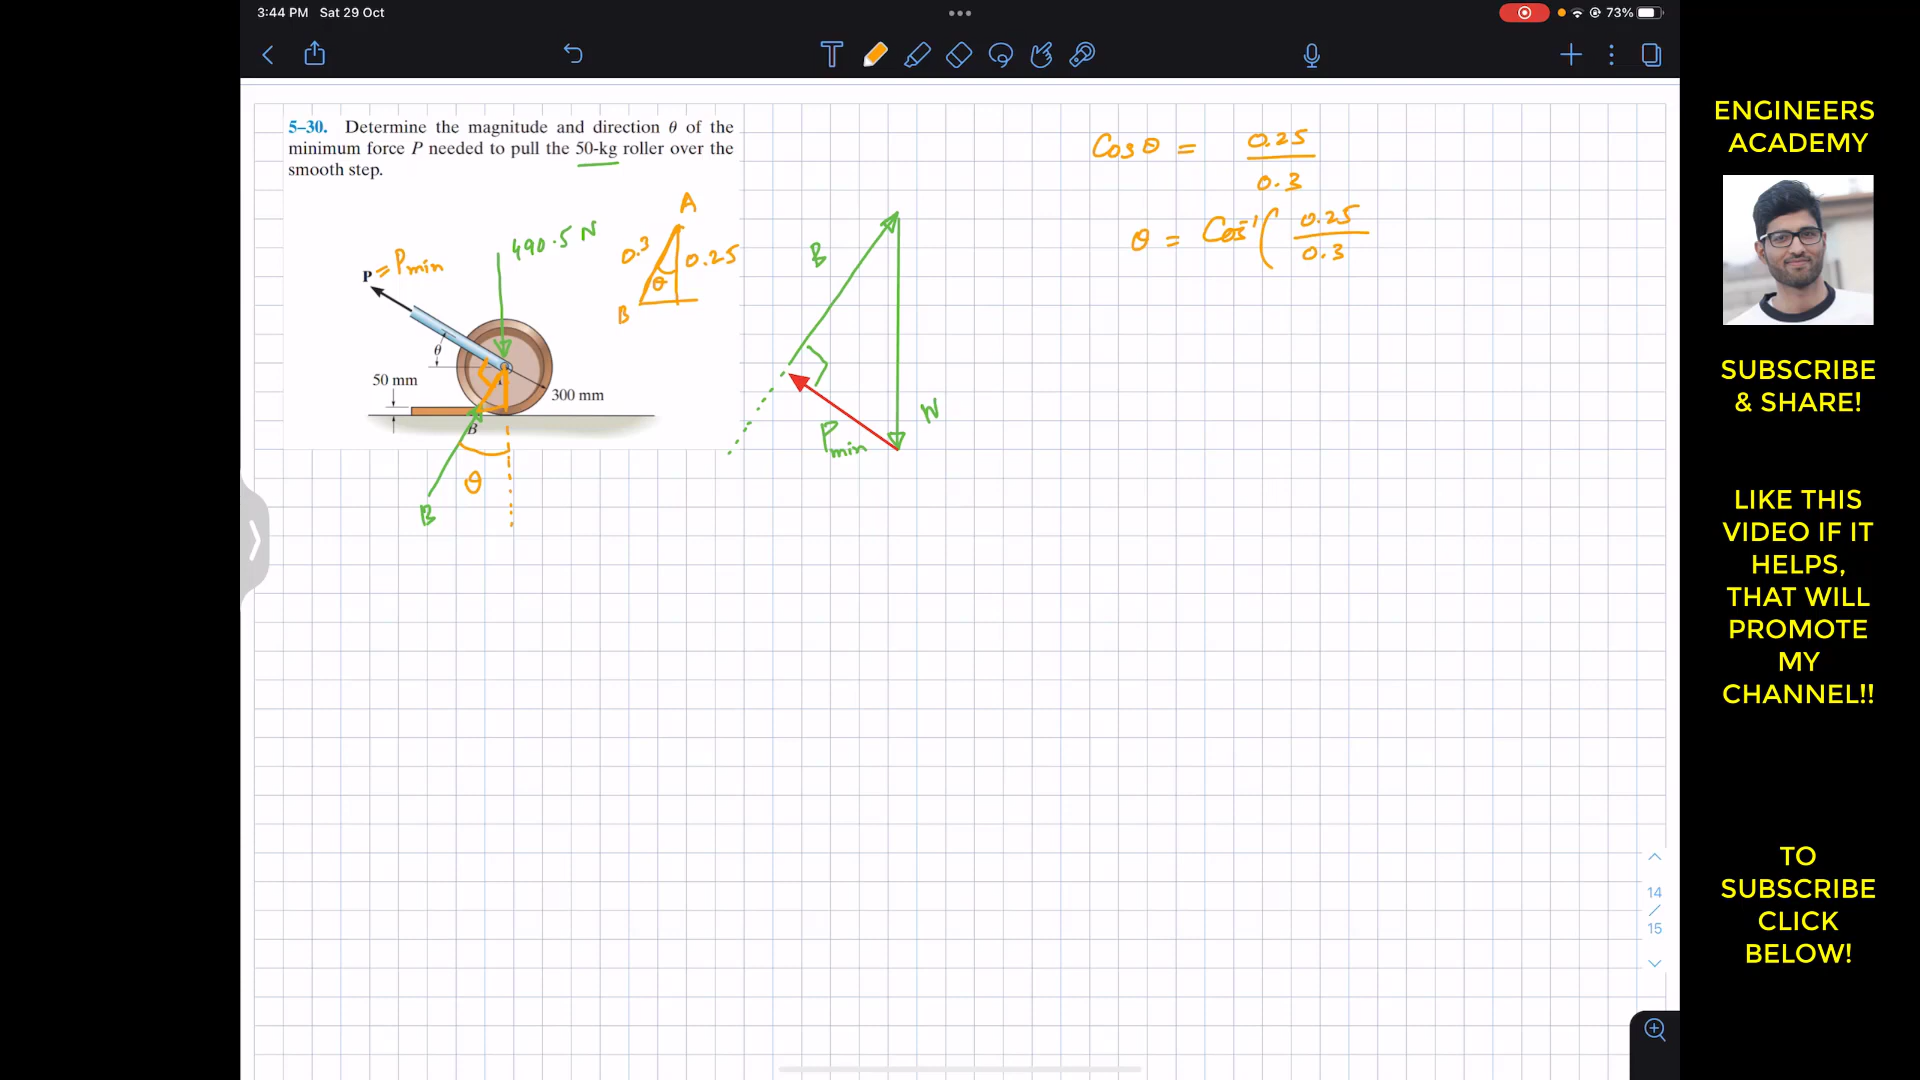 3:44 PM Sat 29 Oct
73%
T
5–30. Determine the magnitude and direction θ of the
minimum force P needed to pull the 50-kg roller over the
smooth step.
490.5 N
P = Pmin
θ
50 mm
300 mm
B
θ
B
A
0.3
0.25
θ
B
B
W
Pmin
Cos θ = 0.25
0.3
θ = Cos⁻¹ ( 0.25
0.3
14
/
15
ENGINEERS
ACADEMY
SUBSCRIBE
& SHARE!
LIKE THIS
VIDEO IF IT
HELPS,
THAT WILL
PROMOTE
MY
CHANNEL!!
TO
SUBSCRIBE
CLICK
BELOW!